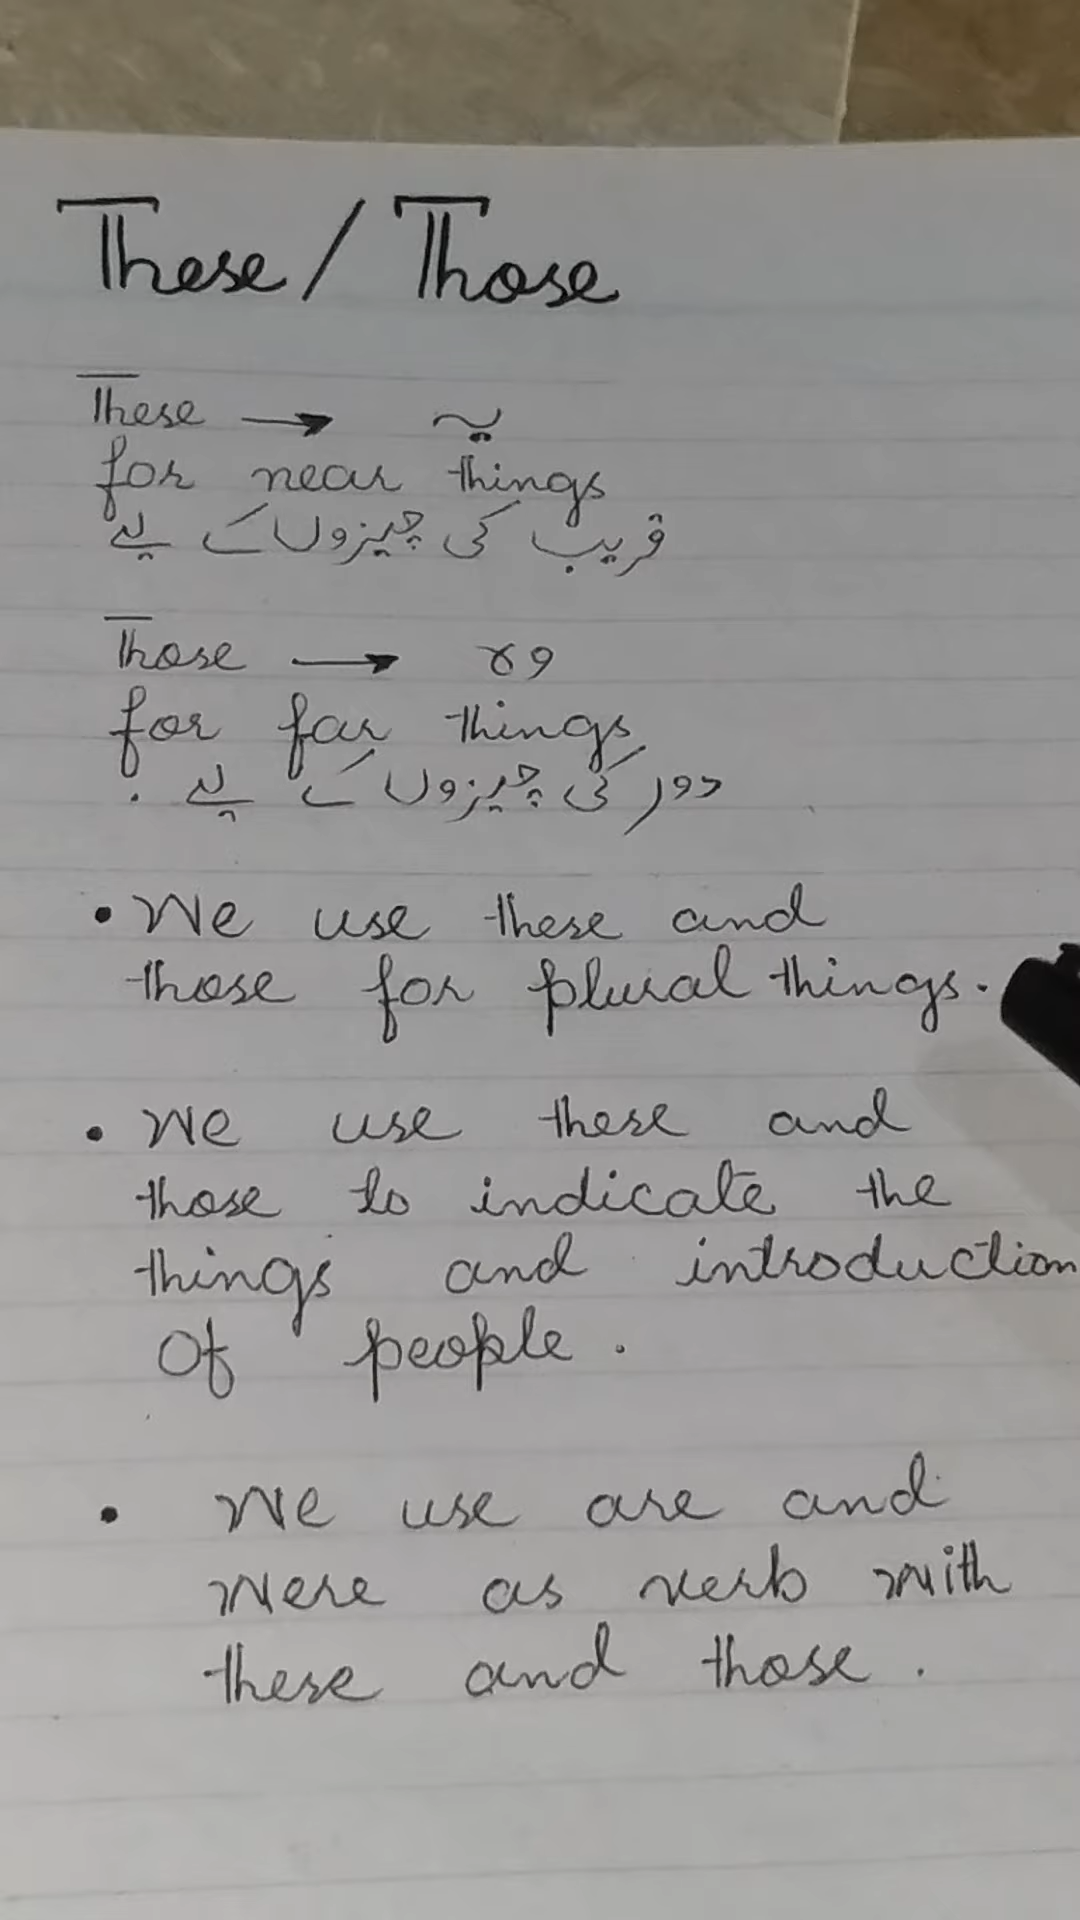 These / Those
These → یہ
for near things
قریب کی چیزوں کے لیے
Those → وہ
for far things
دور کی چیزوں کے لیے .
• We use these and
those for plural things.
• We use these and
those to indicate the
things and introduction
Of people .
• We use are and
were as verb with
these and those .